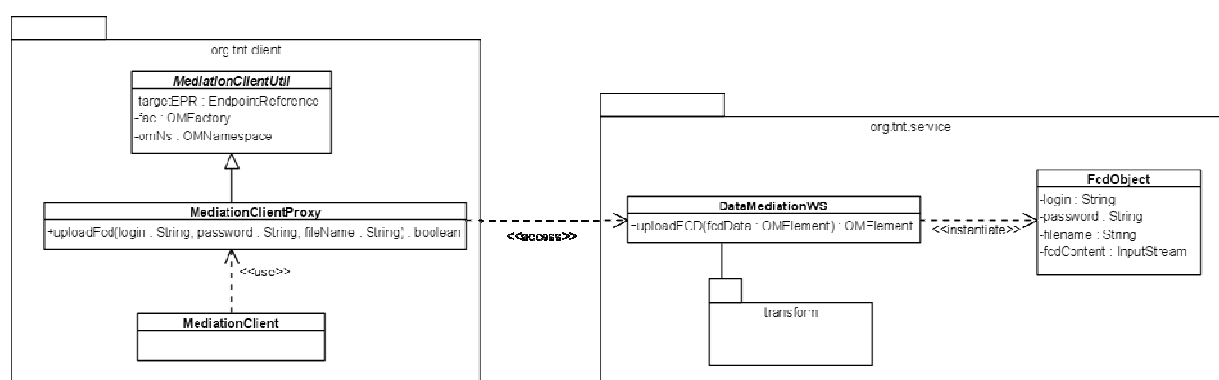 org.tnt.client
MediationClientUtil
-targetEPR : EndpointReference
-fac : OMFactory
-omNs : OMNamespace
MediationClientProxy
+uploadFcd(login : String, password : String, fileName : String) : boolean
<<use>>
MediationClient
<<access>>
org.tnt.service
DataMediationWS
+uploadFCD(fcdData : OMElement) : OMElement
<<instantiate>>
FcdObject
-login : String
-password : String
-filename : String
-fcdContent : InputStream
transform